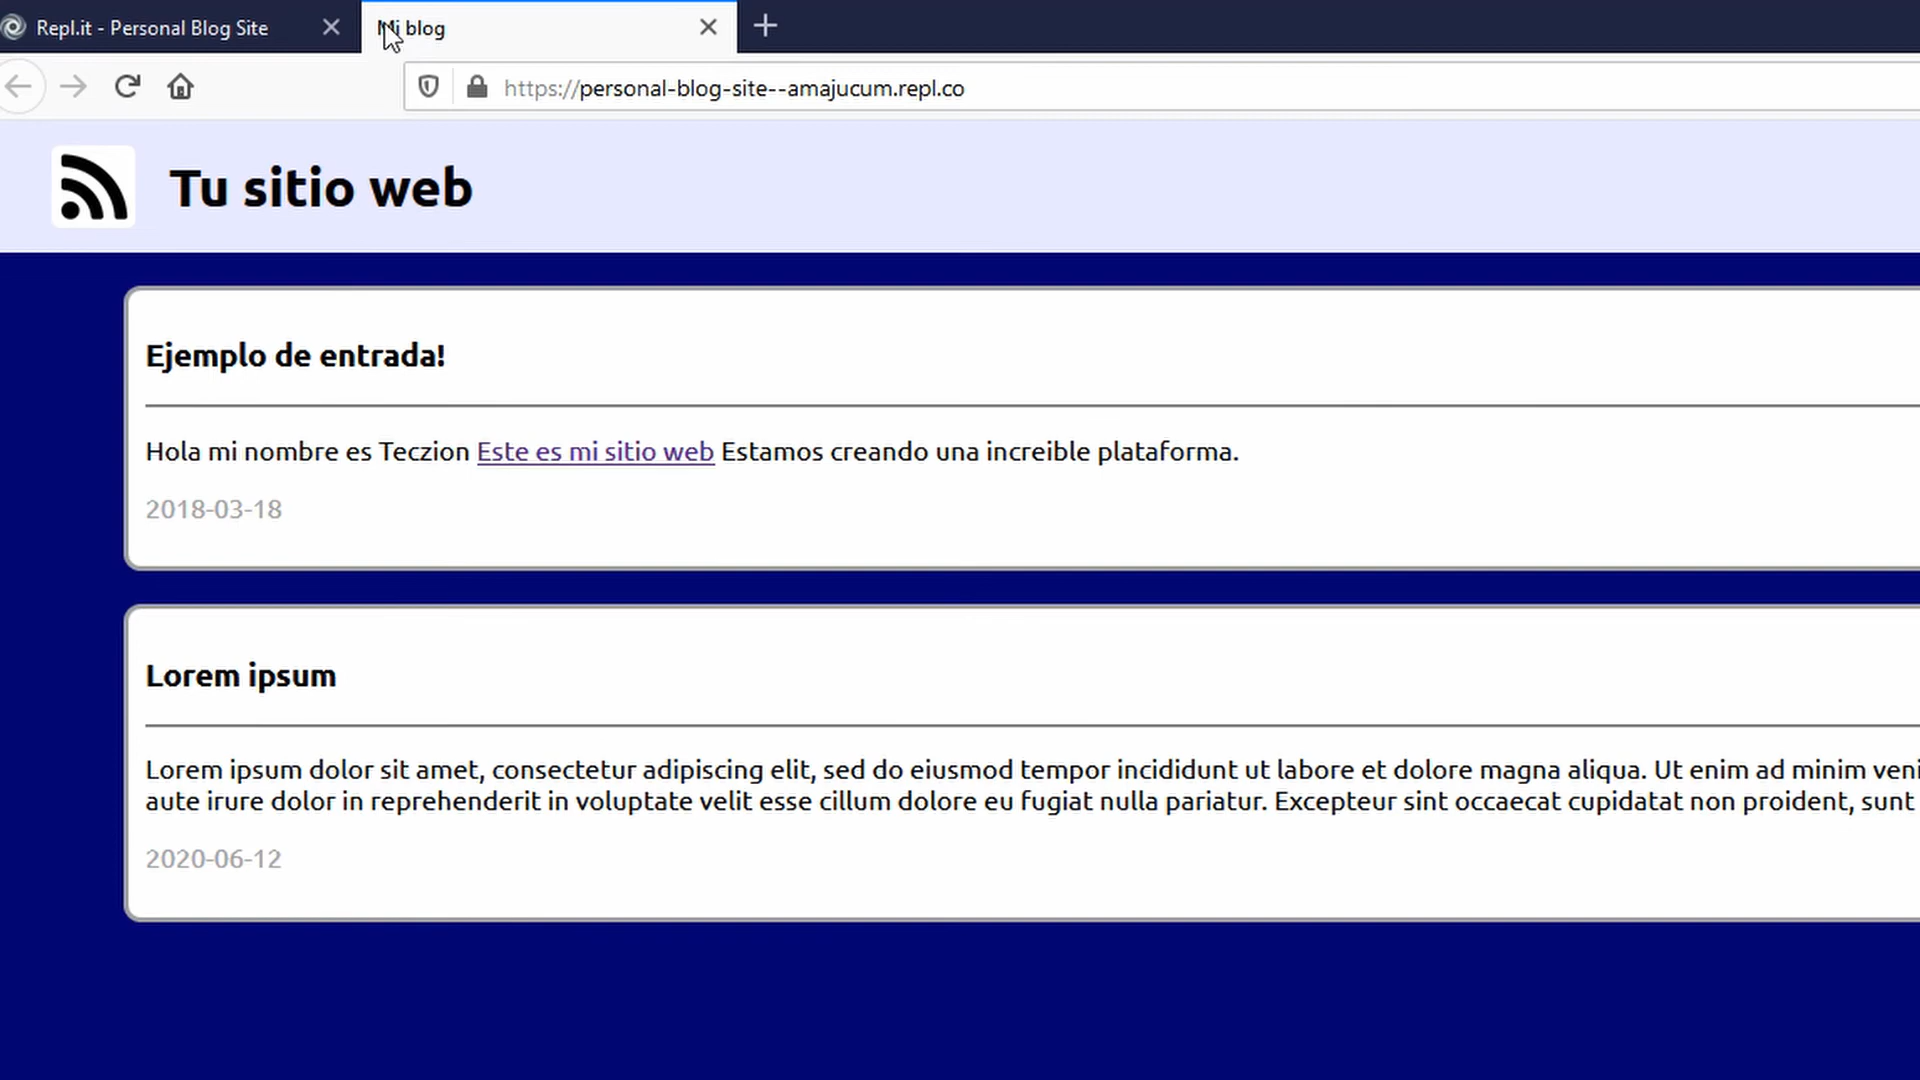 Repl.it - Personal Blog Site
Mi blog
https://personal-blog-site--amajucum.repl.co
Tu sitio web
Ejemplo de entrada!
Hola mi nombre es Teczion Este es mi sitio web Estamos creando una increible plataforma.
2018-03-18
Lorem ipsum
Lorem ipsum dolor sit amet, consectetur adipiscing elit, sed do eiusmod tempor incididunt ut labore et dolore magna aliqua. Ut enim ad minim veni
aute irure dolor in reprehenderit in voluptate velit esse cillum dolore eu fugiat nulla pariatur. Excepteur sint occaecat cupidatat non proident, sunt
2020-06-12